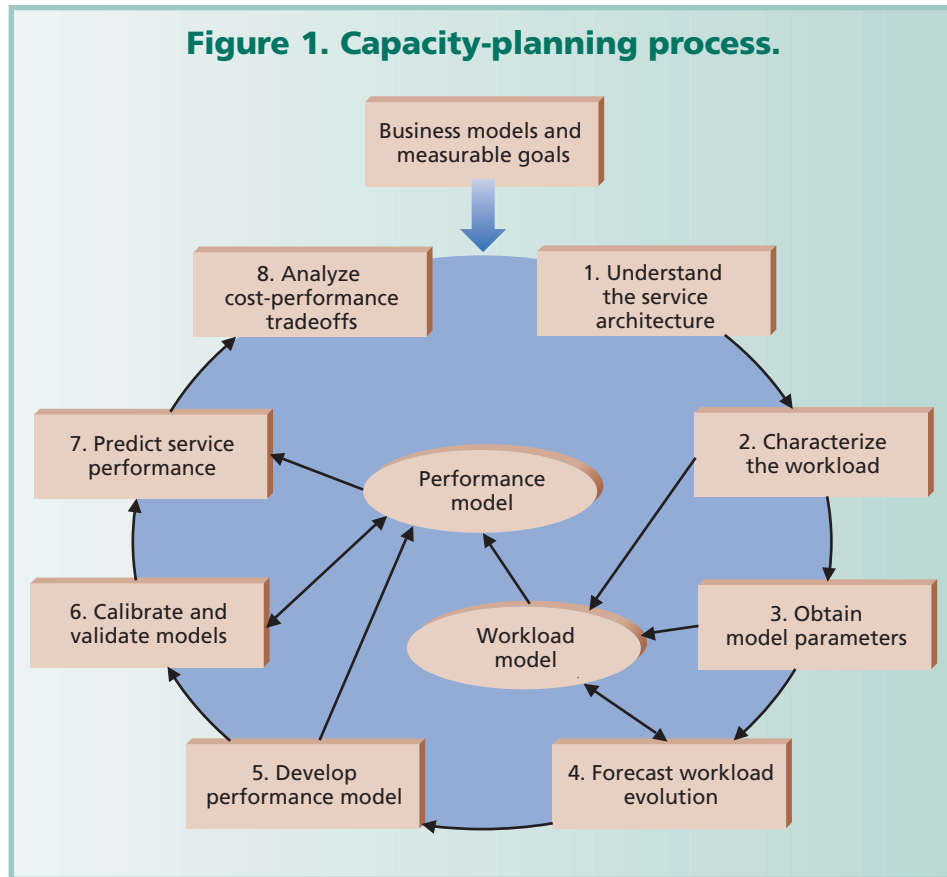 Figure 1. Capacity-planning process.
Business models and
measurable goals
8. Analyze
cost-performance
tradeoffs
1. Understand
the service
architecture
7. Predict service
performance
Performance
model
2. Characterize
the workload
6. Calibrate and
validate models
Workload
model
3. Obtain
model parameters
5. Develop
performance model
4. Forecast workload
evolution